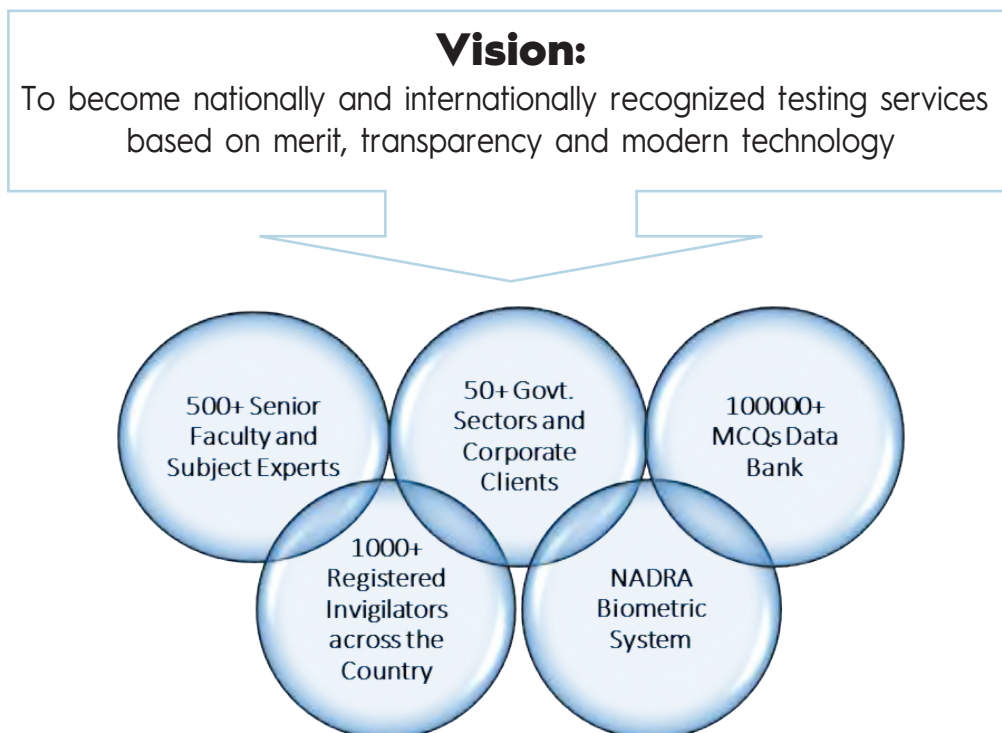 Vision:
To become nationally and internationally recognized testing services
based on merit, transparency and modern technology
500+ Senior
Faculty and
Subject Experts
50+ Govt.
Sectors and
Corporate
Clients
100000+
MCQs Data
Bank
1000+
Registered
Invigilators
across the
Country
NADRA
Biometric
System